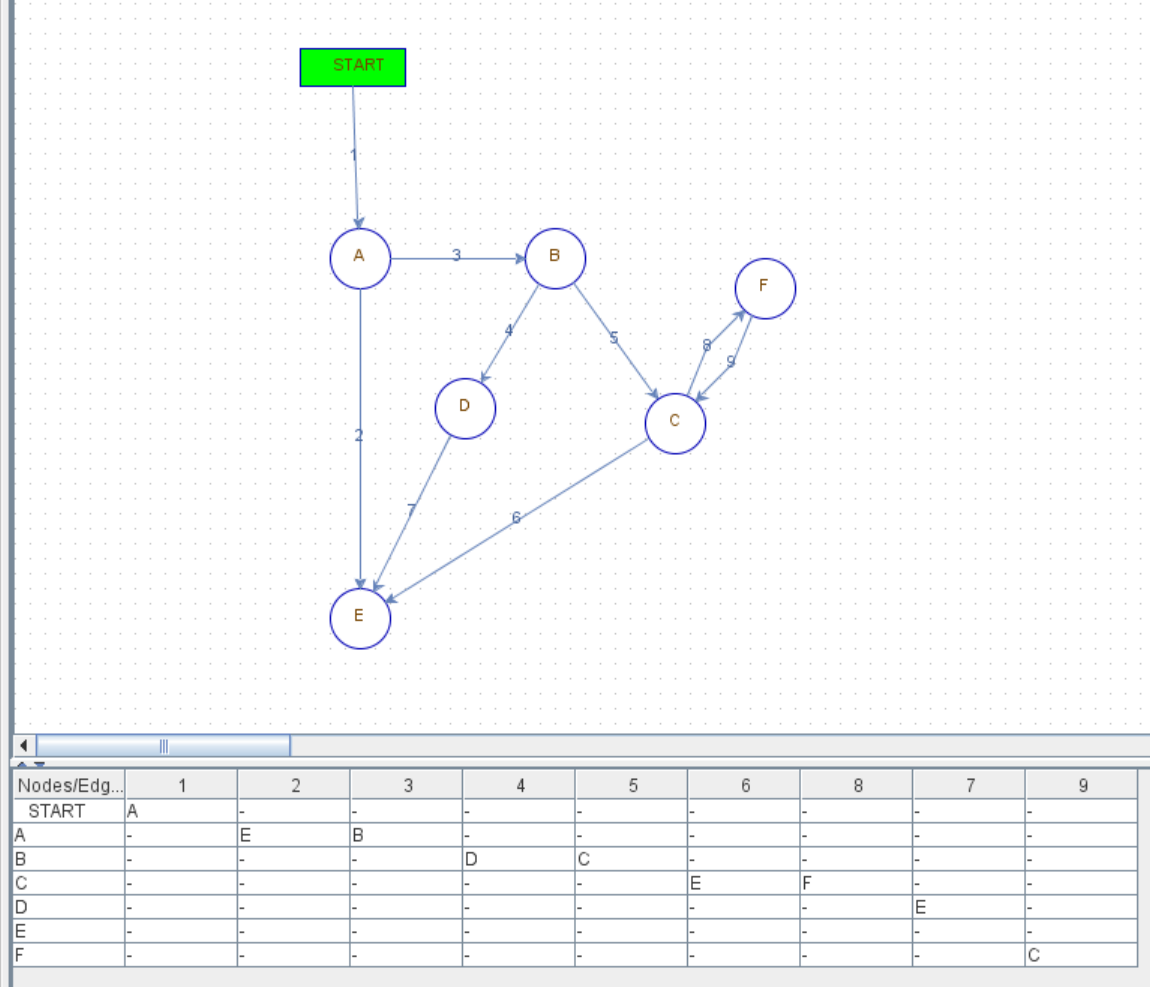 START
1
A
3
B
F
4
5
8
9
D
C
2
7
6
E
Nodes/Edg... 1 2 3 4 5 6 8 7 9
START A - - - - - - - -
A - E B - - - - - -
B - - - D C - - - -
C - - - - - E F - -
D - - - - - - - E -
E - - - - - - - - -
F - - - - - - - - C